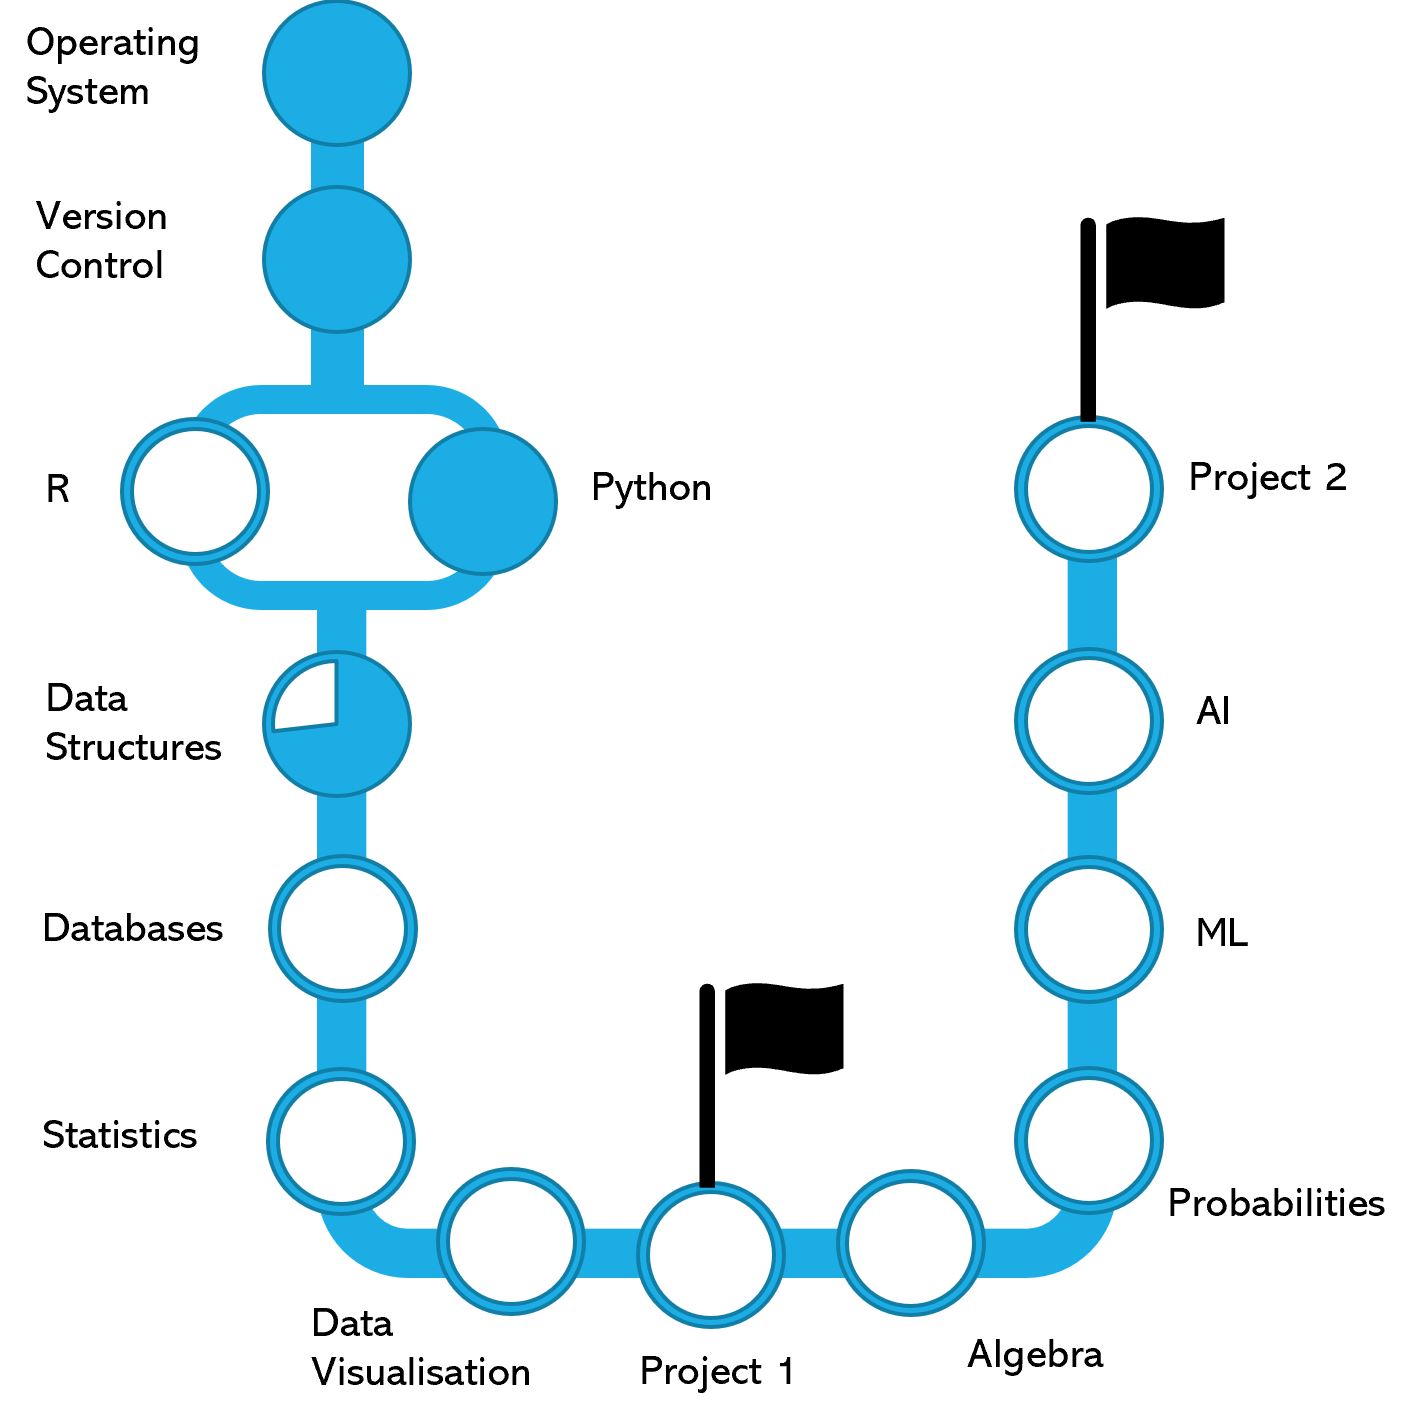 Operating
System
Version
Control
R
Python
Data
Structures
Databases
Statistics
Data
Visualisation
Project 1
Algebra
Probabilities
ML
AI
Project 2